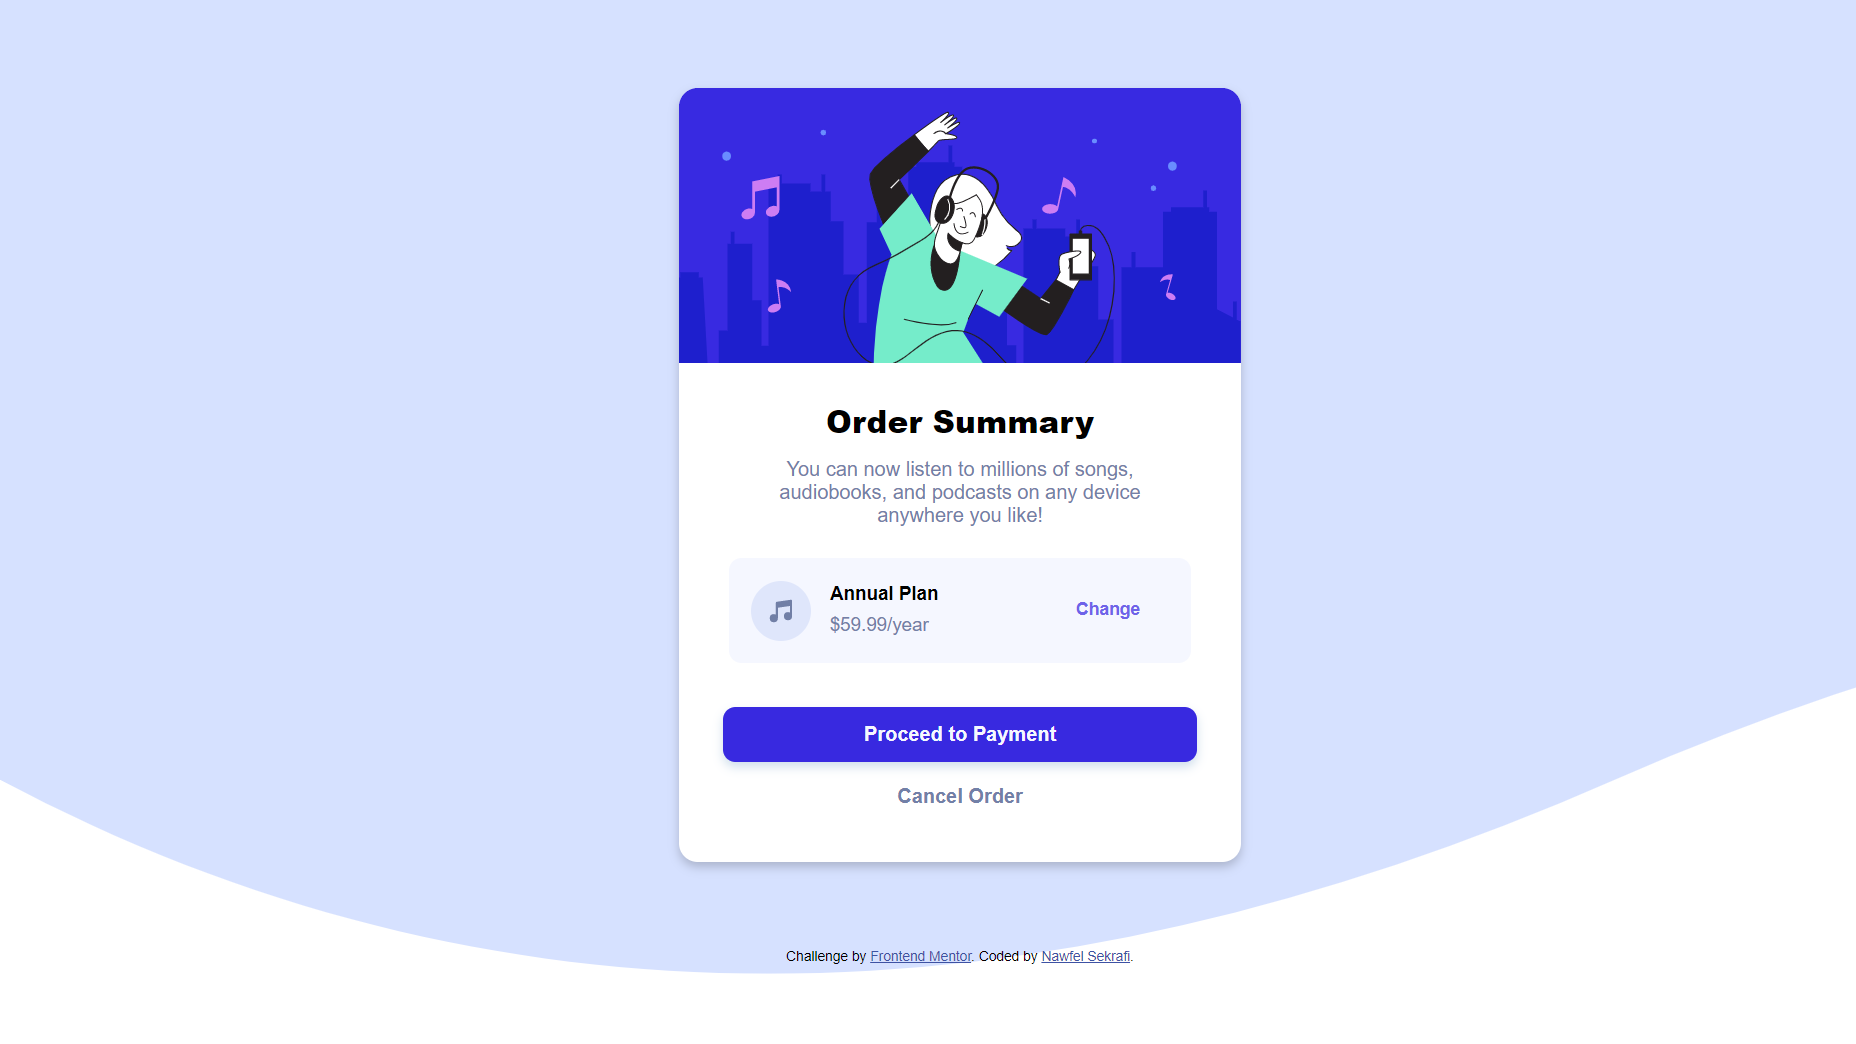 Order Summary
You can now listen to millions of songs,
audiobooks, and podcasts on any device
anywhere you like!
Annual Plan
$59.99/year
Change
Proceed to Payment
Cancel Order
Challenge by Frontend Mentor. Coded by Nawfel Sekrafi.